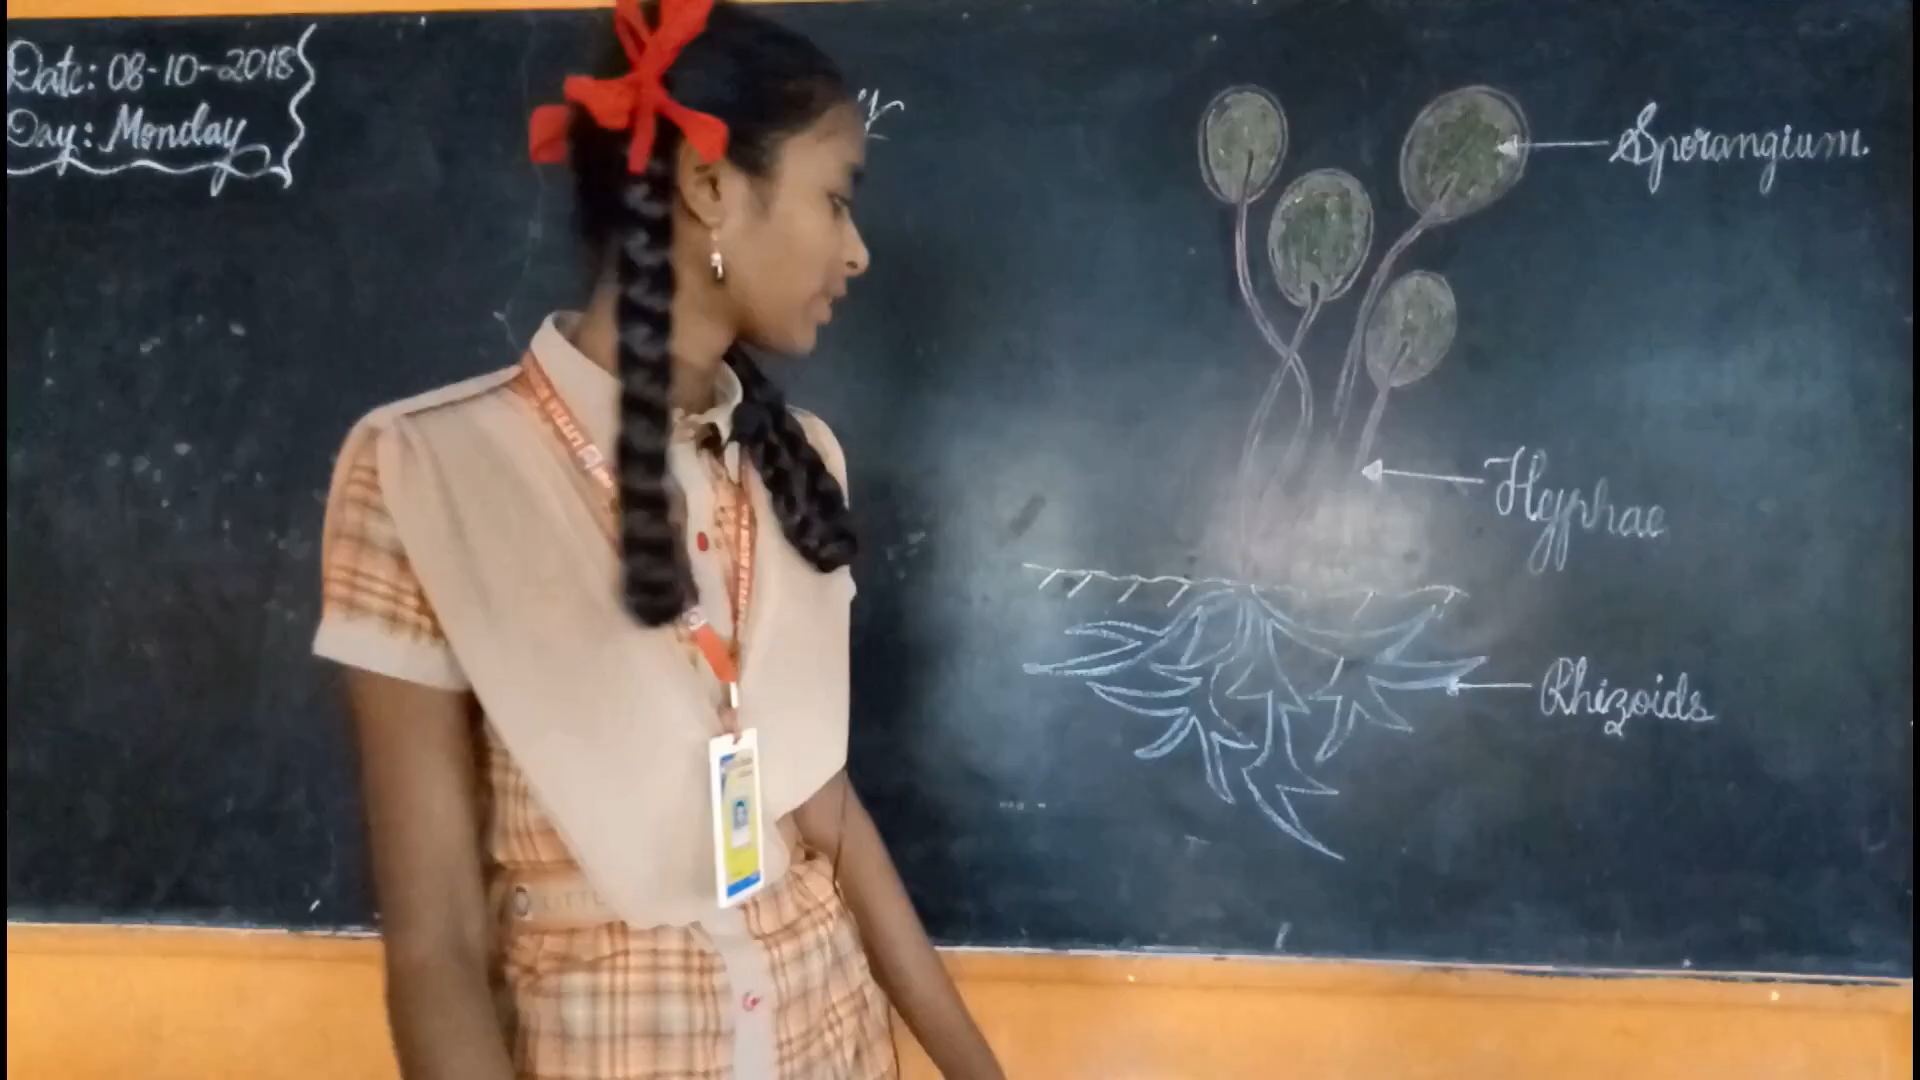 Date: 08-10-2018
Day: Monday
Sporangium.
Hyphae
Rhizoids